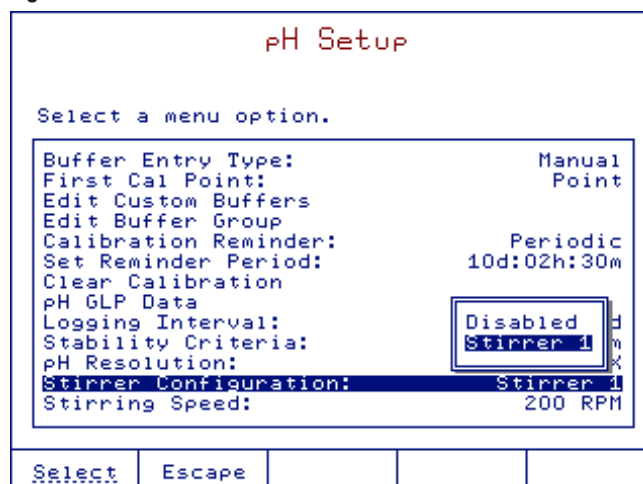 pH Setup
Select a menu option.
Buffer Entry Type: Manual
First Cal Point: Point
Edit Custom Buffers
Edit Buffer Group
Calibration Reminder: Periodic
Set Reminder Period: 10d:02h:30m
Clear Calibration
pH GLP Data
Logging Interval:
Disabled
Stability Criteria:
Stirrer 1
pH Resolution:
Stirrer Configuration: Stirrer 1
Stirring Speed: 200 RPM
Select Escape